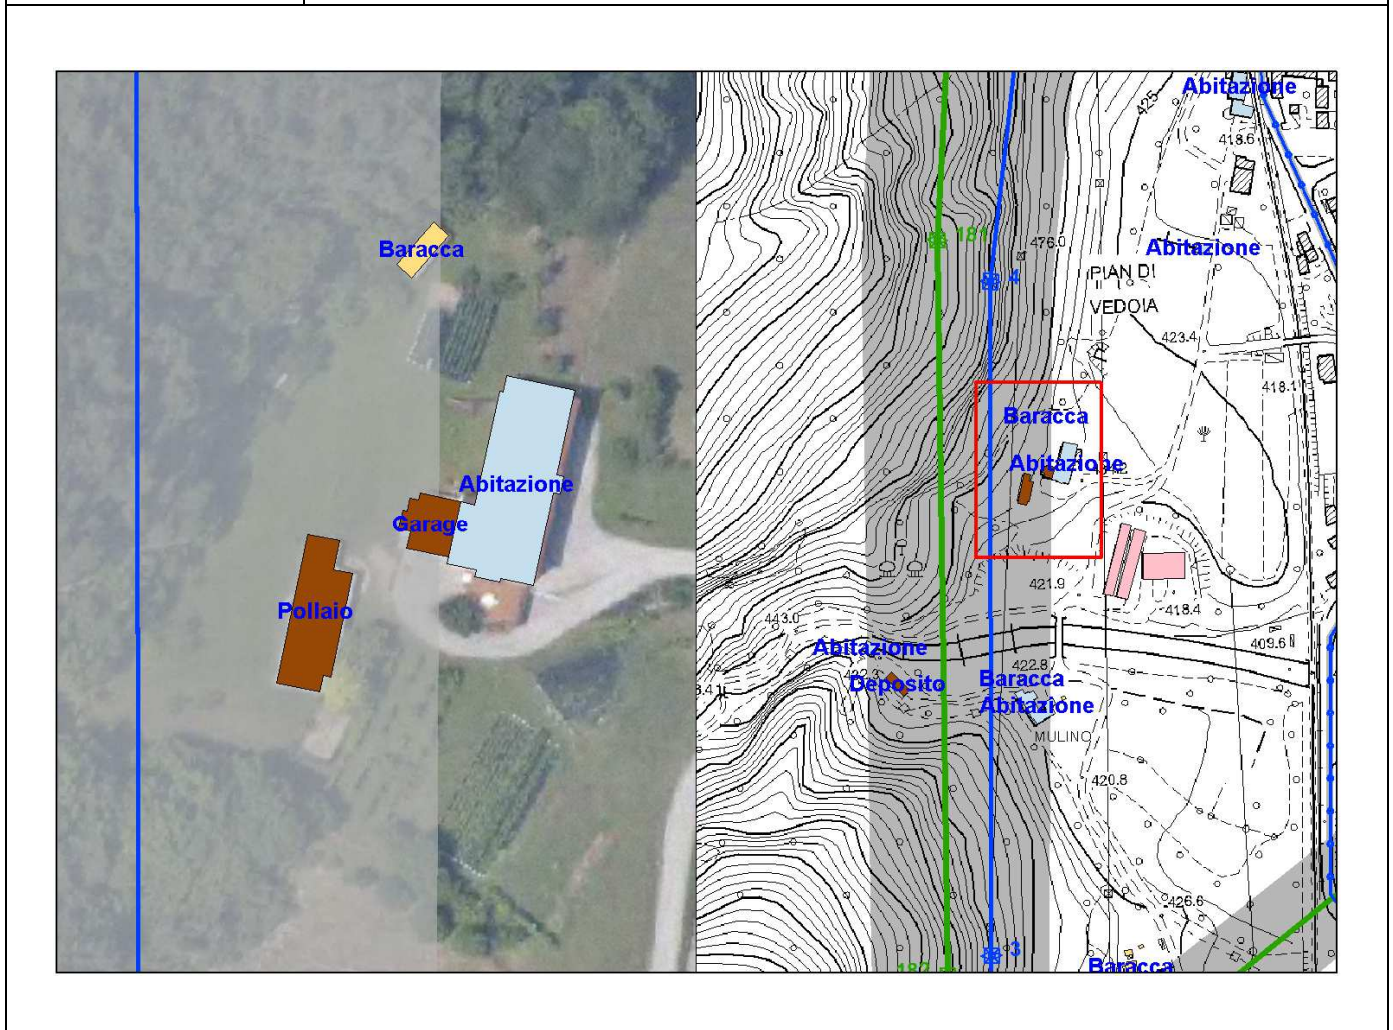 Baracca
Abitazione
Garage
Pollaio
Abitazione
425
418.6
181
476.0
Abitazione
4
PIAN DI
VEDOIA
423.4
418.1
Baracca
Abitazione
421.9
418.4
443.0
409.6
Abitazione
422.8
Deposito
Baracca
Abitazione
MULINO
420.8
426.6
3
Baracca
182